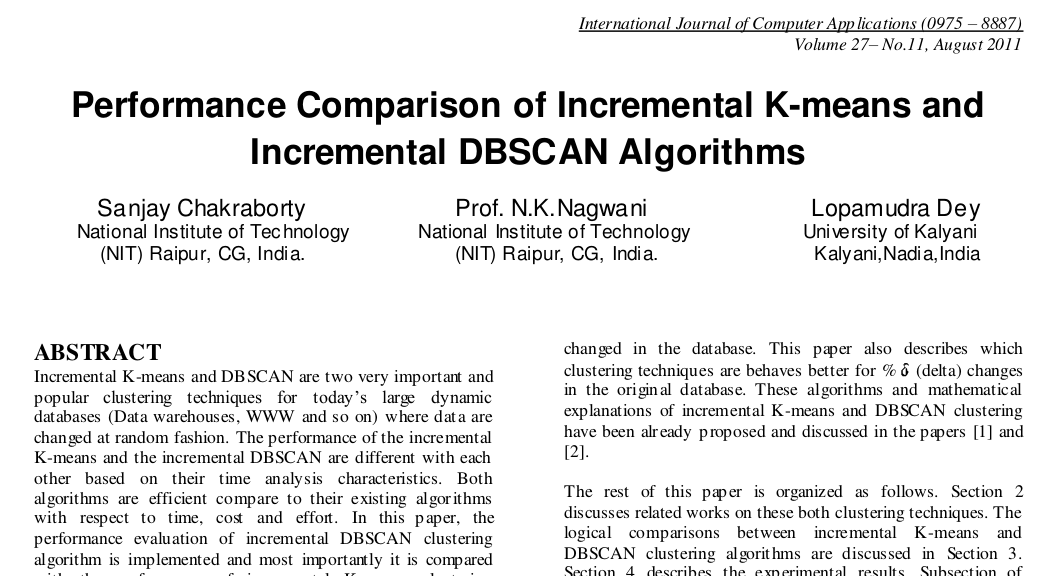 International Journal of Computer Applications (0975 – 8887)
Volume 27– No.11, August 2011
Performance Comparison of Incremental K-means and
Incremental DBSCAN Algorithms
Sanjay Chakraborty
National Institute of Technology
(NIT) Raipur, CG, India.
Prof. N.K.Nagwani
National Institute of Technology
(NIT) Raipur, CG, India.
Lopamudra Dey
University of Kalyani
Kalyani,Nadia,India
ABSTRACT
Incremental K-means and DBSCAN are two very important and
popular clustering techniques for today's large dynamic
databases (Data warehouses, WWW and so on) where data are
changed at random fashion. The performance of the incremental
K-means and the incremental DBSCAN are different with each
other based on their time analysis characteristics. Both
algorithms are efficient compare to their existing algorithms
with respect to time, cost and effort. In this paper, the
performance evaluation of incremental DBSCAN clustering
algorithm is implemented and most importantly it is compared
changed in the database. This paper also describes which
clustering techniques are behaves better for % δ (delta) changes
in the original database. These algorithms and mathematical
explanations of incremental K-means and DBSCAN clustering
have been already proposed and discussed in the papers [1] and
[2].
The rest of this paper is organized as follows. Section 2
discusses related works on these both clustering techniques. The
logical comparisons between incremental K-means and
DBSCAN clustering algorithms are discussed in Section 3.
Section 4 describes the experimental results. Subsection of